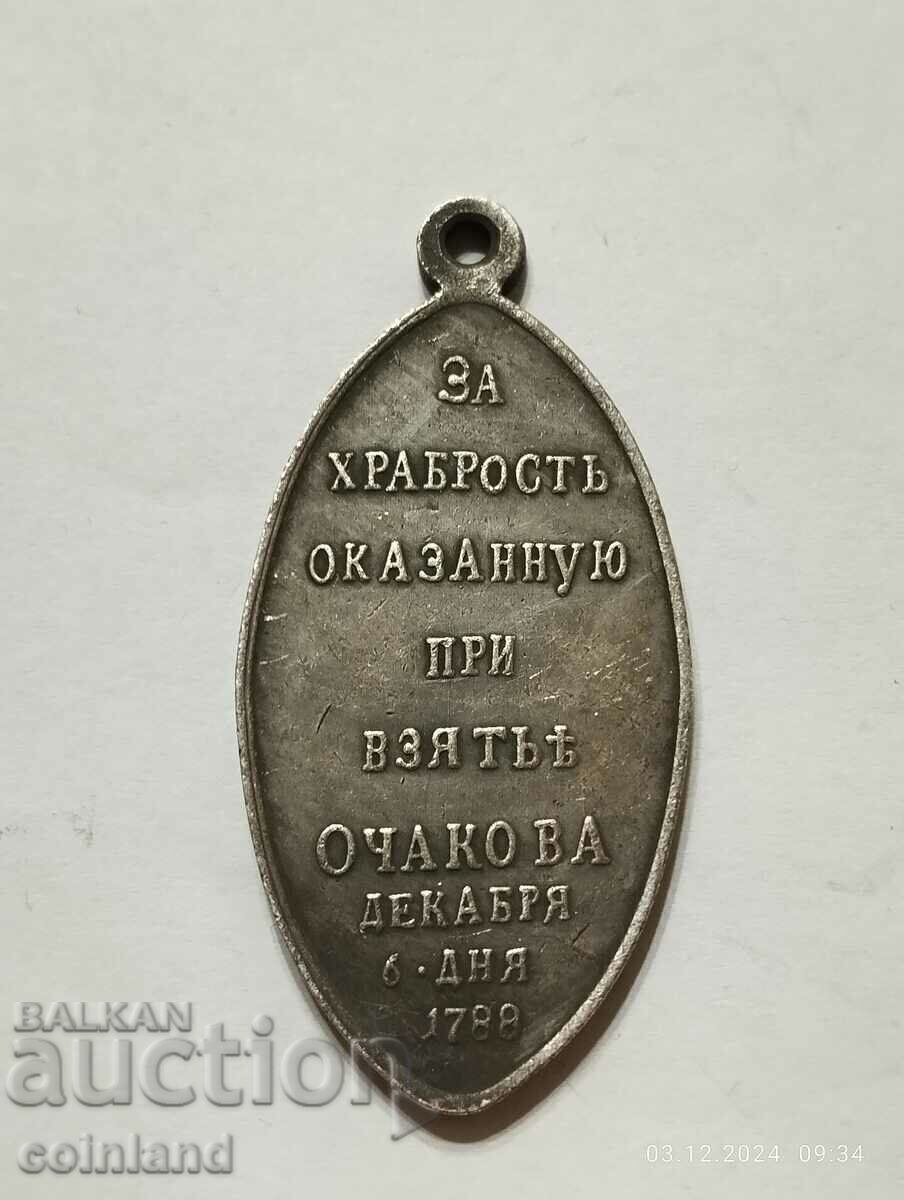 ЗА
ХРАБРОСТЬ
ОКАЗАННУЮ
ПРИ
ВЗЯТЬѢ
ОЧАКОВА
ДЕКАБРЯ
6 · ДНЯ
1788
BALKAN
auction
coinland
03.12.2024 09:34